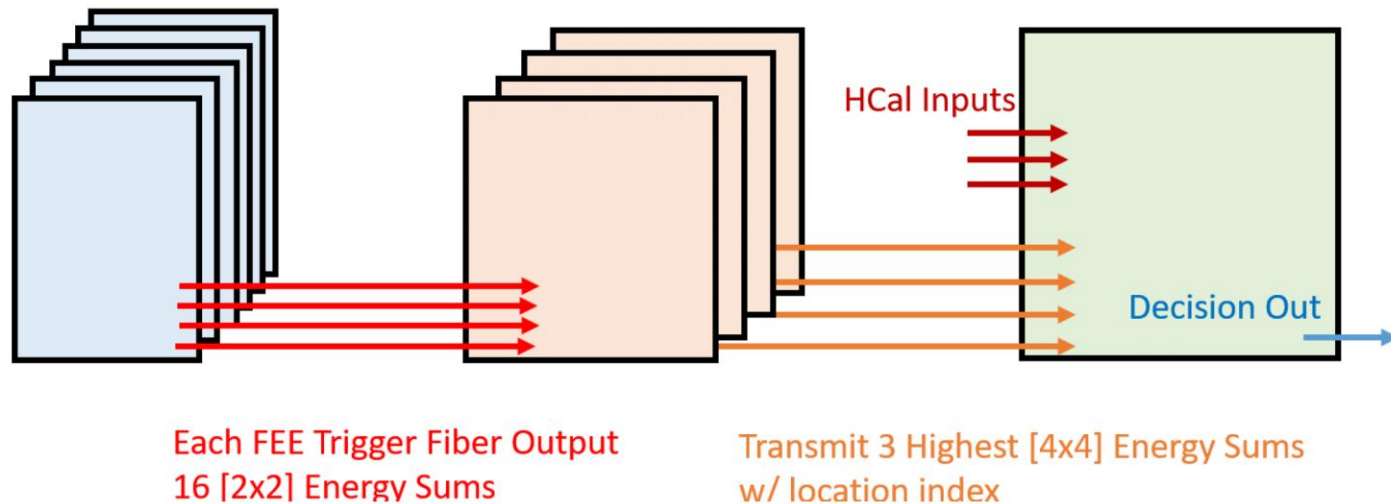 HCal Inputs
Decision Out
Each FEE Trigger Fiber Output
16 [2x2] Energy Sums
Transmit 3 Highest [4x4] Energy Sums
w/ location index